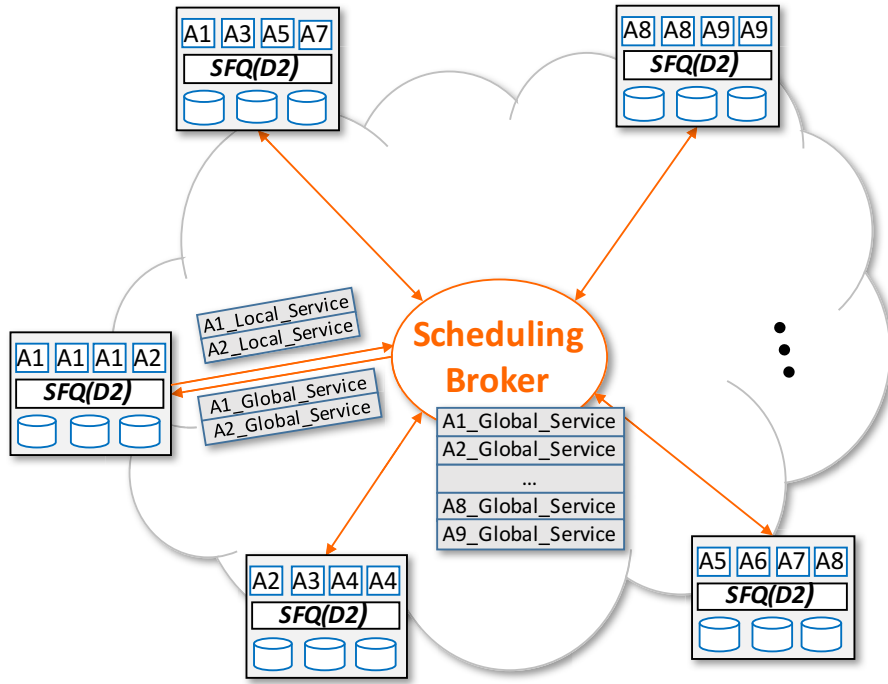 A1 A3 A5 A7
SFQ(D2)
A8 A8 A9 A9
SFQ(D2)
A1_Local_Service
A2_Local_Service
A1 A1 A1 A2
SFQ(D2)
A1_Global_Service
A2_Global_Service
Scheduling
Broker
A1_Global_Service
A2_Global_Service
...
A8_Global_Service
A9_Global_Service
A2 A3 A4 A4
SFQ(D2)
A5 A6 A7 A8
SFQ(D2)